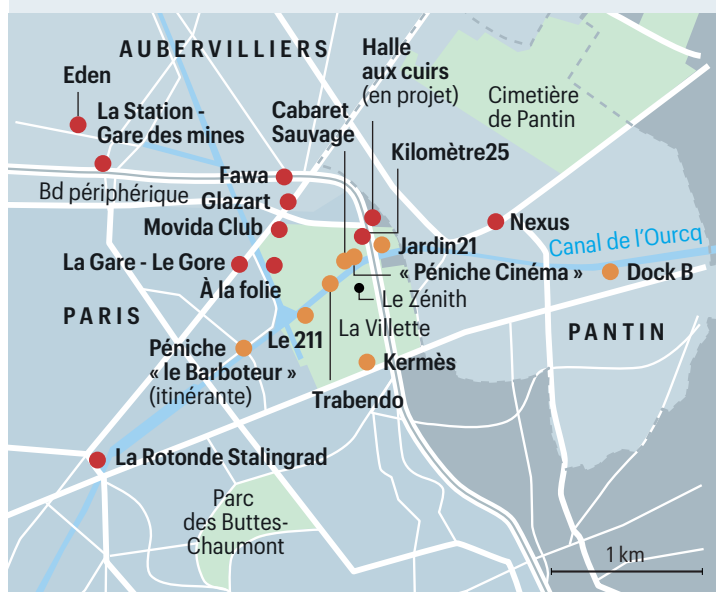 AUBERVILLIERS
Halle
aux cuirs
(en projet)
Eden
La Station -
Gare des mines
Cabaret
Sauvage
Cimetière
de Pantin
Kilomètre25
Fawa
Bd périphérique
Glazart
Movida Club
Nexus
Jardin21
Canal de l'Ourcq
La Gare - Le Gore
« Péniche Cinéma »
Dock B
À la folie
Le Zénith
PARIS
La Villette
PANTIN
Le 211
Péniche
« le Barboteur »
(itinérante)
Kermès
Trabendo
La Rotonde Stalingrad
Parc
des Buttes-
Chaumont
1 km